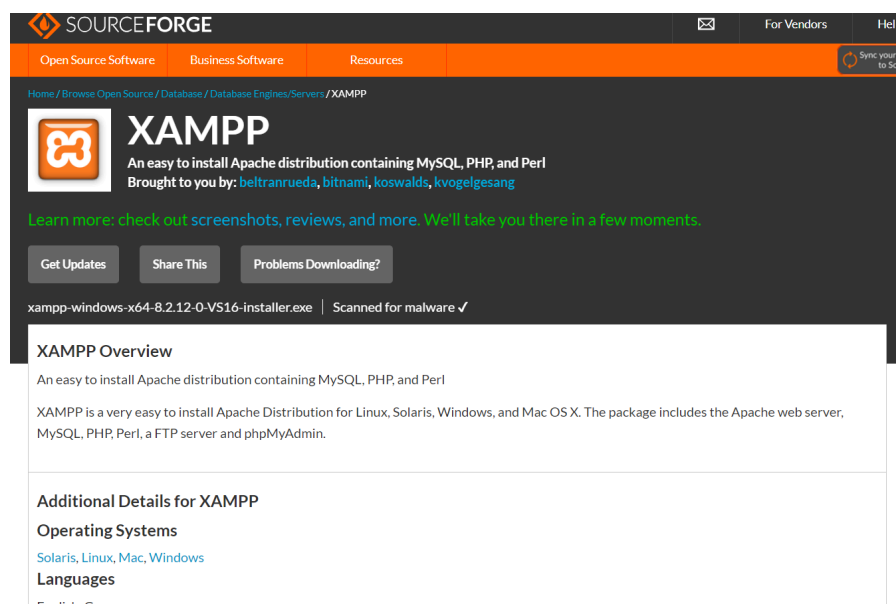 SOURCEFORGE
For Vendors
Hel
Open Source Software
Business Software
Resources
Sync your
to So
Home / Browse Open Source / Database / Database Engines/Servers / XAMPP
XAMPP
An easy to install Apache distribution containing MySQL, PHP, and Perl
Brought to you by: beltranrueda, bitnami, koswalds, kvogelgesang
Learn more: check out screenshots, reviews, and more. We'll take you there in a few moments.
Get Updates
Share This
Problems Downloading?
xampp-windows-x64-8.2.12-0-VS16-installer.exe | Scanned for malware ✓
XAMPP Overview
An easy to install Apache distribution containing MySQL, PHP, and Perl
XAMPP is a very easy to install Apache Distribution for Linux, Solaris, Windows, and Mac OS X. The package includes the Apache web server,
MySQL, PHP, Perl, a FTP server and phpMyAdmin.
Additional Details for XAMPP
Operating Systems
Solaris, Linux, Mac, Windows
Languages